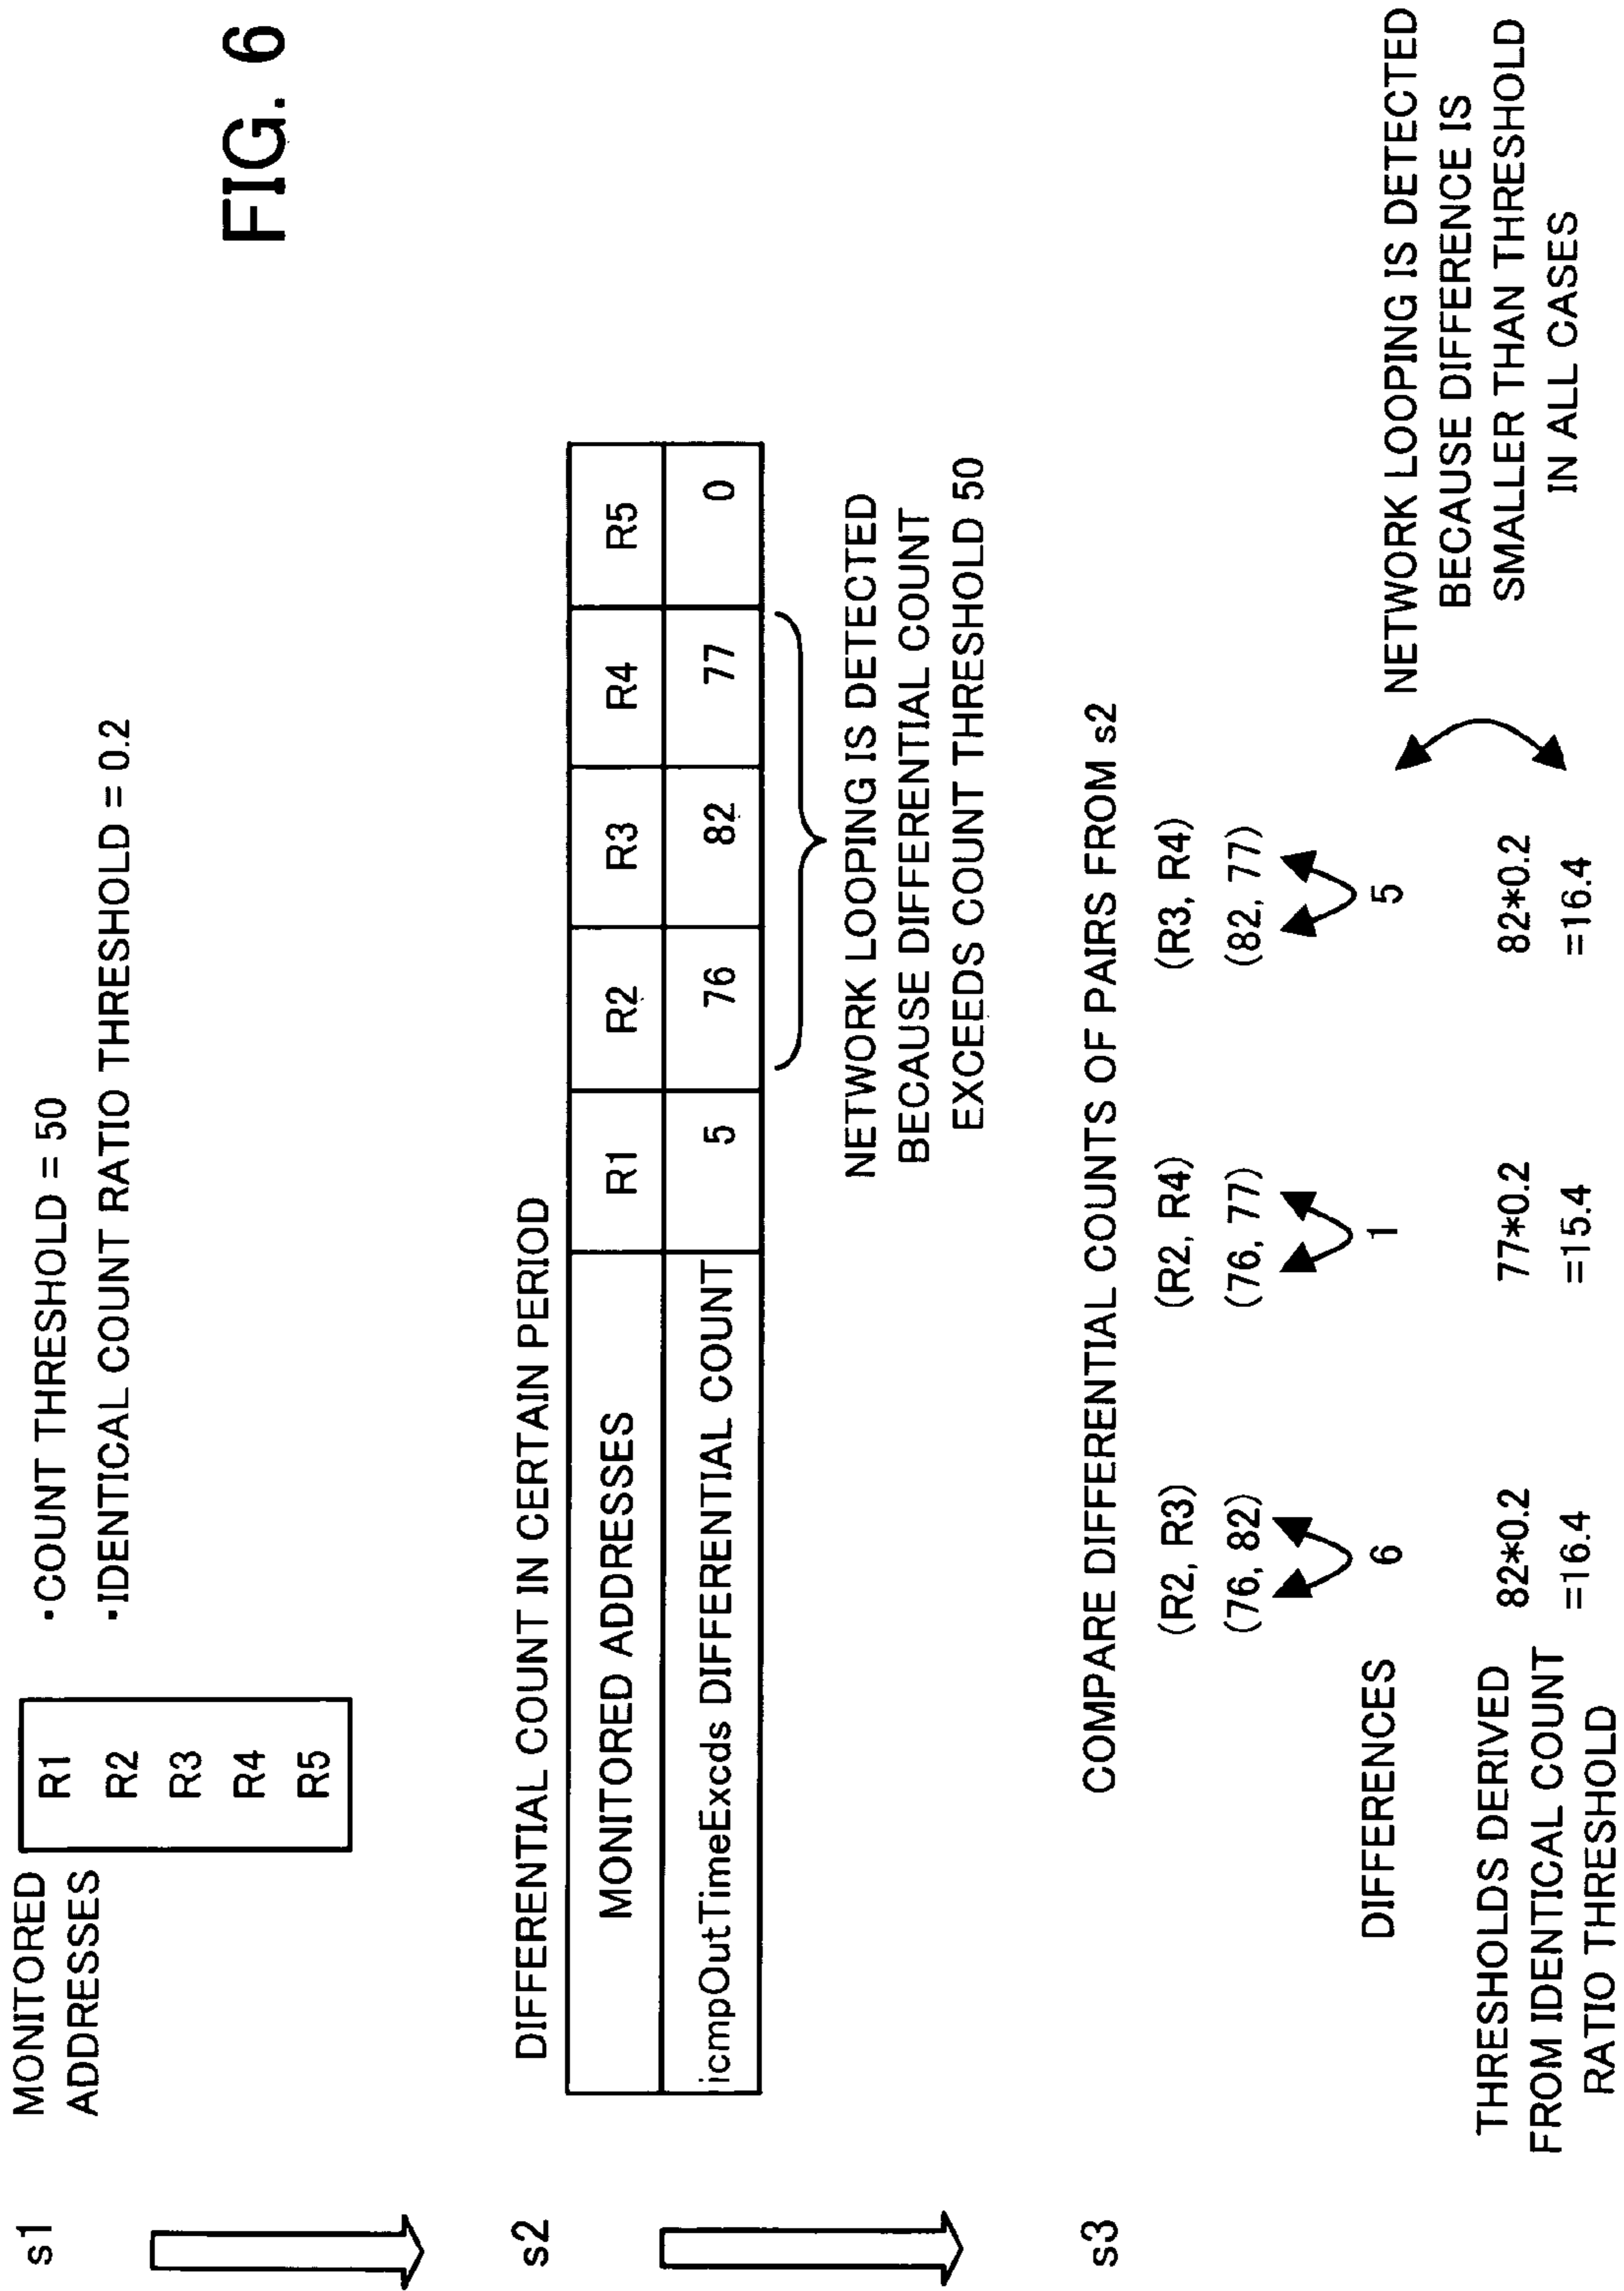 FIG. 6
s1
MONITORED
ADDRESSES
R1
R2
R3
R4
R5
・COUNT THRESHOLD = 50
・IDENTICAL COUNT RATIO THRESHOLD = 0.2
s2
DIFFERENTIAL COUNT IN CERTAIN PERIOD
MONITORED ADDRESSES R1 R2 R3 R4 R5
icmpOutTimeExcds DIFFERENTIAL COUNT 5 76 82 77 0
NETWORK LOOPING IS DETECTED
BECAUSE DIFFERENTIAL COUNT
EXCEEDS COUNT THRESHOLD 50
s3
COMPARE DIFFERENTIAL COUNTS OF PAIRS FROM s2
(R2, R3) (R2, R4) (R3, R4)
(76, 82) (76, 77) (82, 77)
DIFFERENCES 6 1 5
THRESHOLDS DERIVED
FROM IDENTICAL COUNT
RATIO THRESHOLD
82*0.2 77*0.2 82*0.2
=16.4 =15.4 =16.4
NETWORK LOOPING IS DETECTED
BECAUSE DIFFERENCE IS
SMALLER THAN THRESHOLD
IN ALL CASES